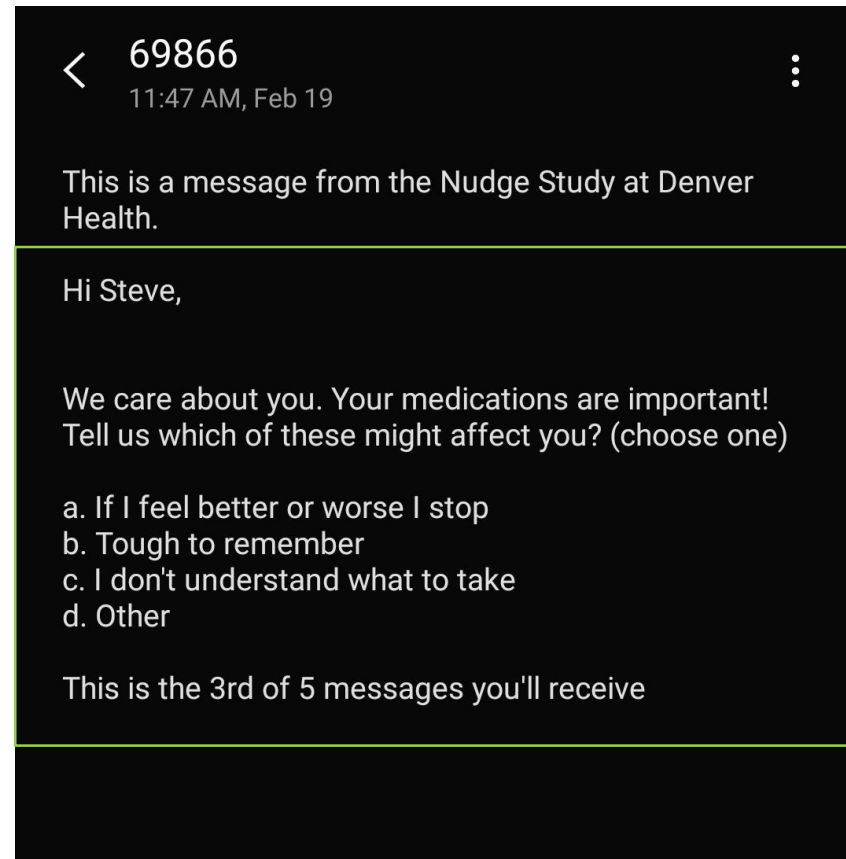 69866
11:47 AM, Feb 19
This is a message from the Nudge Study at Denver
Health.
Hi Steve,
We care about you. Your medications are important!
Tell us which of these might affect you? (choose one)
a. If I feel better or worse I stop
b. Tough to remember
c. I don't understand what to take
d. Other
This is the 3rd of 5 messages you'll receive